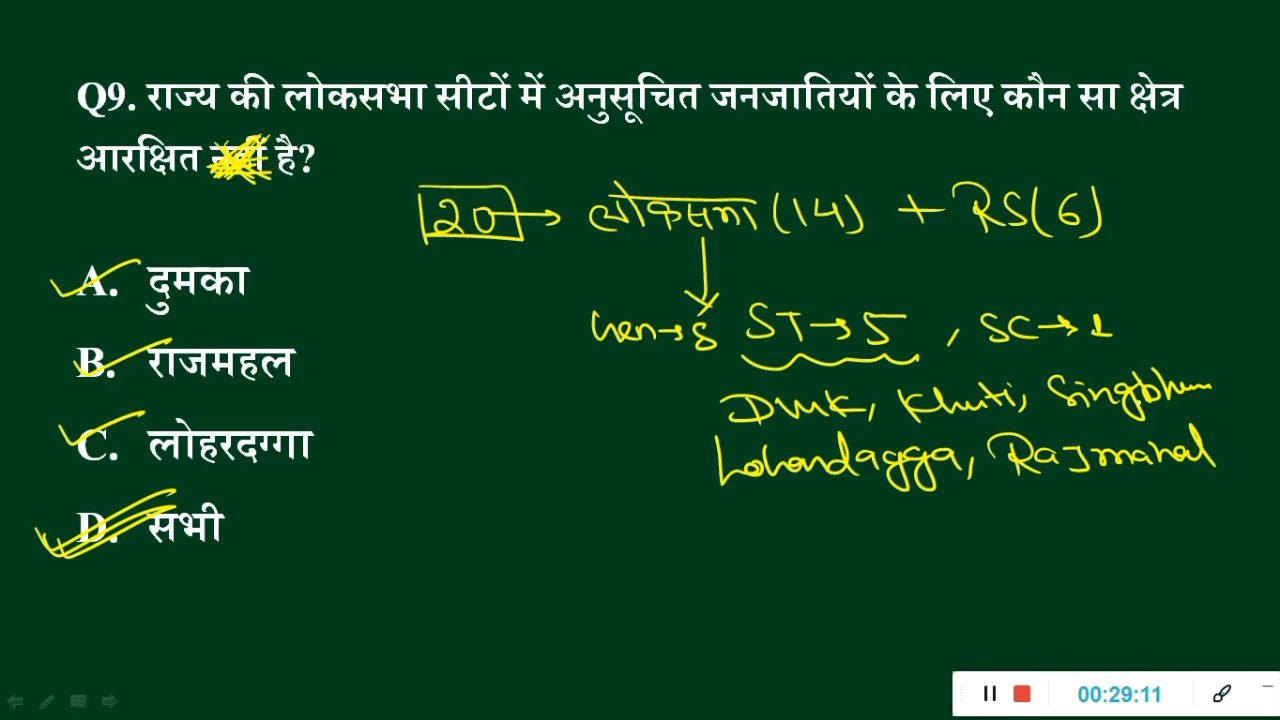 Q9. राज्य की लोकसभा सीटों में अनुसूचित जनजातियों के लिए कौन सा क्षेत्र
आरक्षित नहीं है?
20 → लोकसभा (14) + RS(6)
A. दुमका
Gen → 8 ST → 5 , SC → 1
B. राजमहल
Dmk, Khuti, Singbhum
C. लोहरदग्गा
Lohardagga, Rajmahal
D. सभी
00:29:11